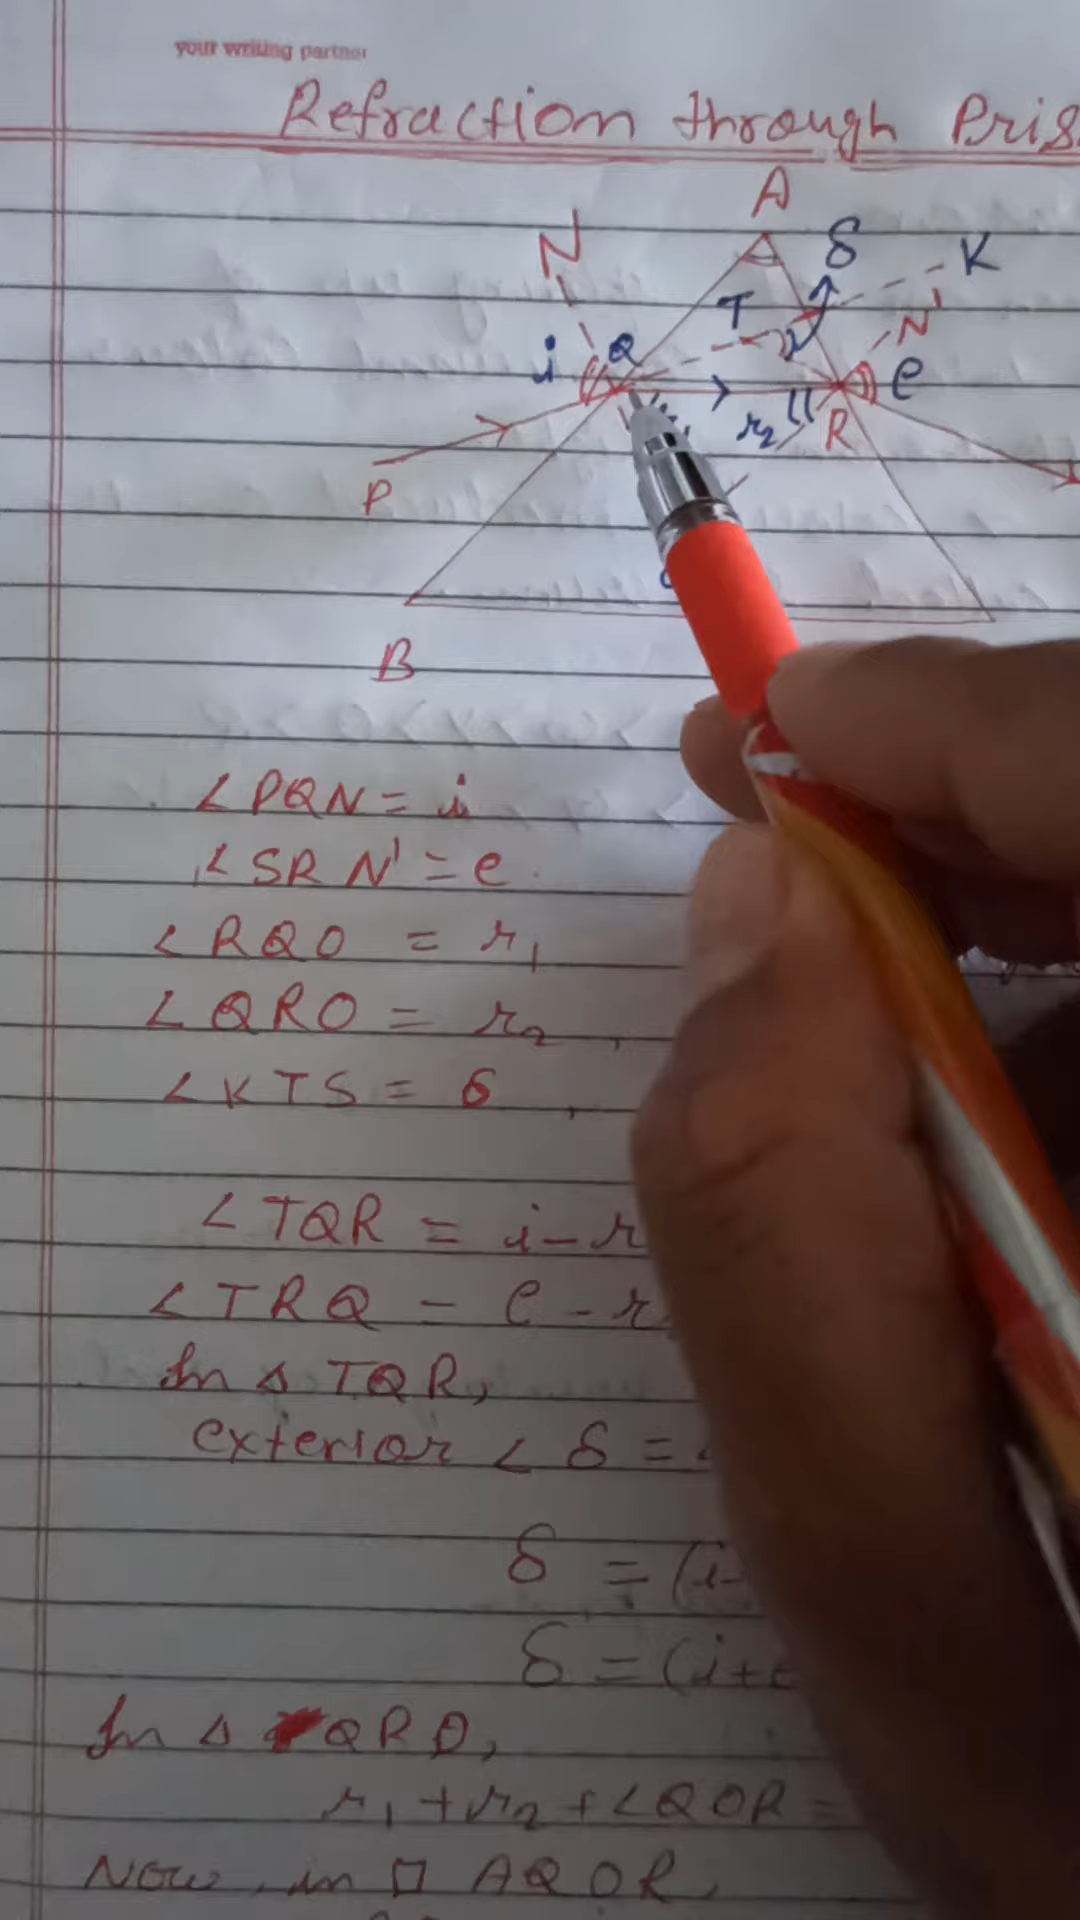 your writing partner
Refraction through Pris
A
N δ K
T N'
i Q e
r2 R
P
B
∠PQN = i
∠SRN' = e
∠RQO = r1
∠QRO = r2
∠KTS = δ
∠TQR = i - r
∠TRQ = e - r
In Δ TQR,
exterior ∠ δ =
δ = (i-
δ = (i+e
In Δ QRO,
r1 + r2 + ∠QOR =
Now, in □ AQOR,